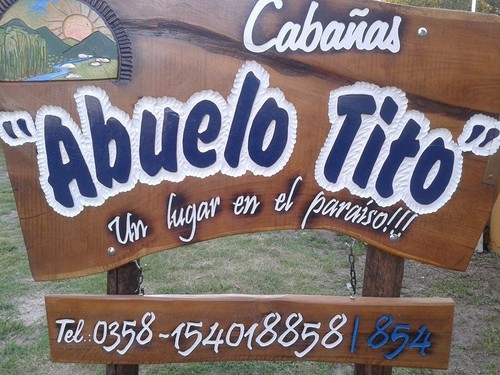 Cabañas
"Abuelo Tito"
Un lugar en el paraíso!!!
Tel.:0358-154018858 | 854